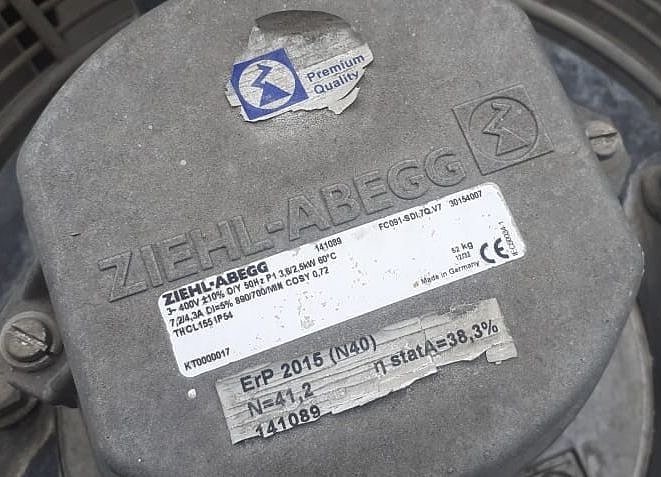 Premium
Quality
ZIEHL-ABEGG
ZIEHL-ABEGG 141089 FC091-SDI.7Q.V7 30154007
3~ 400V ±10% D/Y 50Hz P1 3,8/2.5kW 60°C 52 kg
7,2/4,3A DI=5% 890/700/MIN COSY 0,72
THCL155 IP54 Made in Germany CE
KT0000017
ErP 2015 (N40)
N=41,2 η statA=38,3%
141089